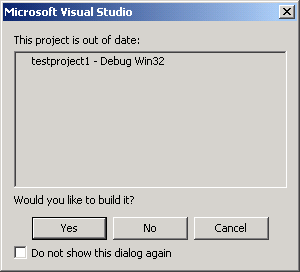 Microsoft Visual Studio
This project is out of date:
testproject1 - Debug Win32
Would you like to build it?
Yes No Cancel
Do not show this dialog again